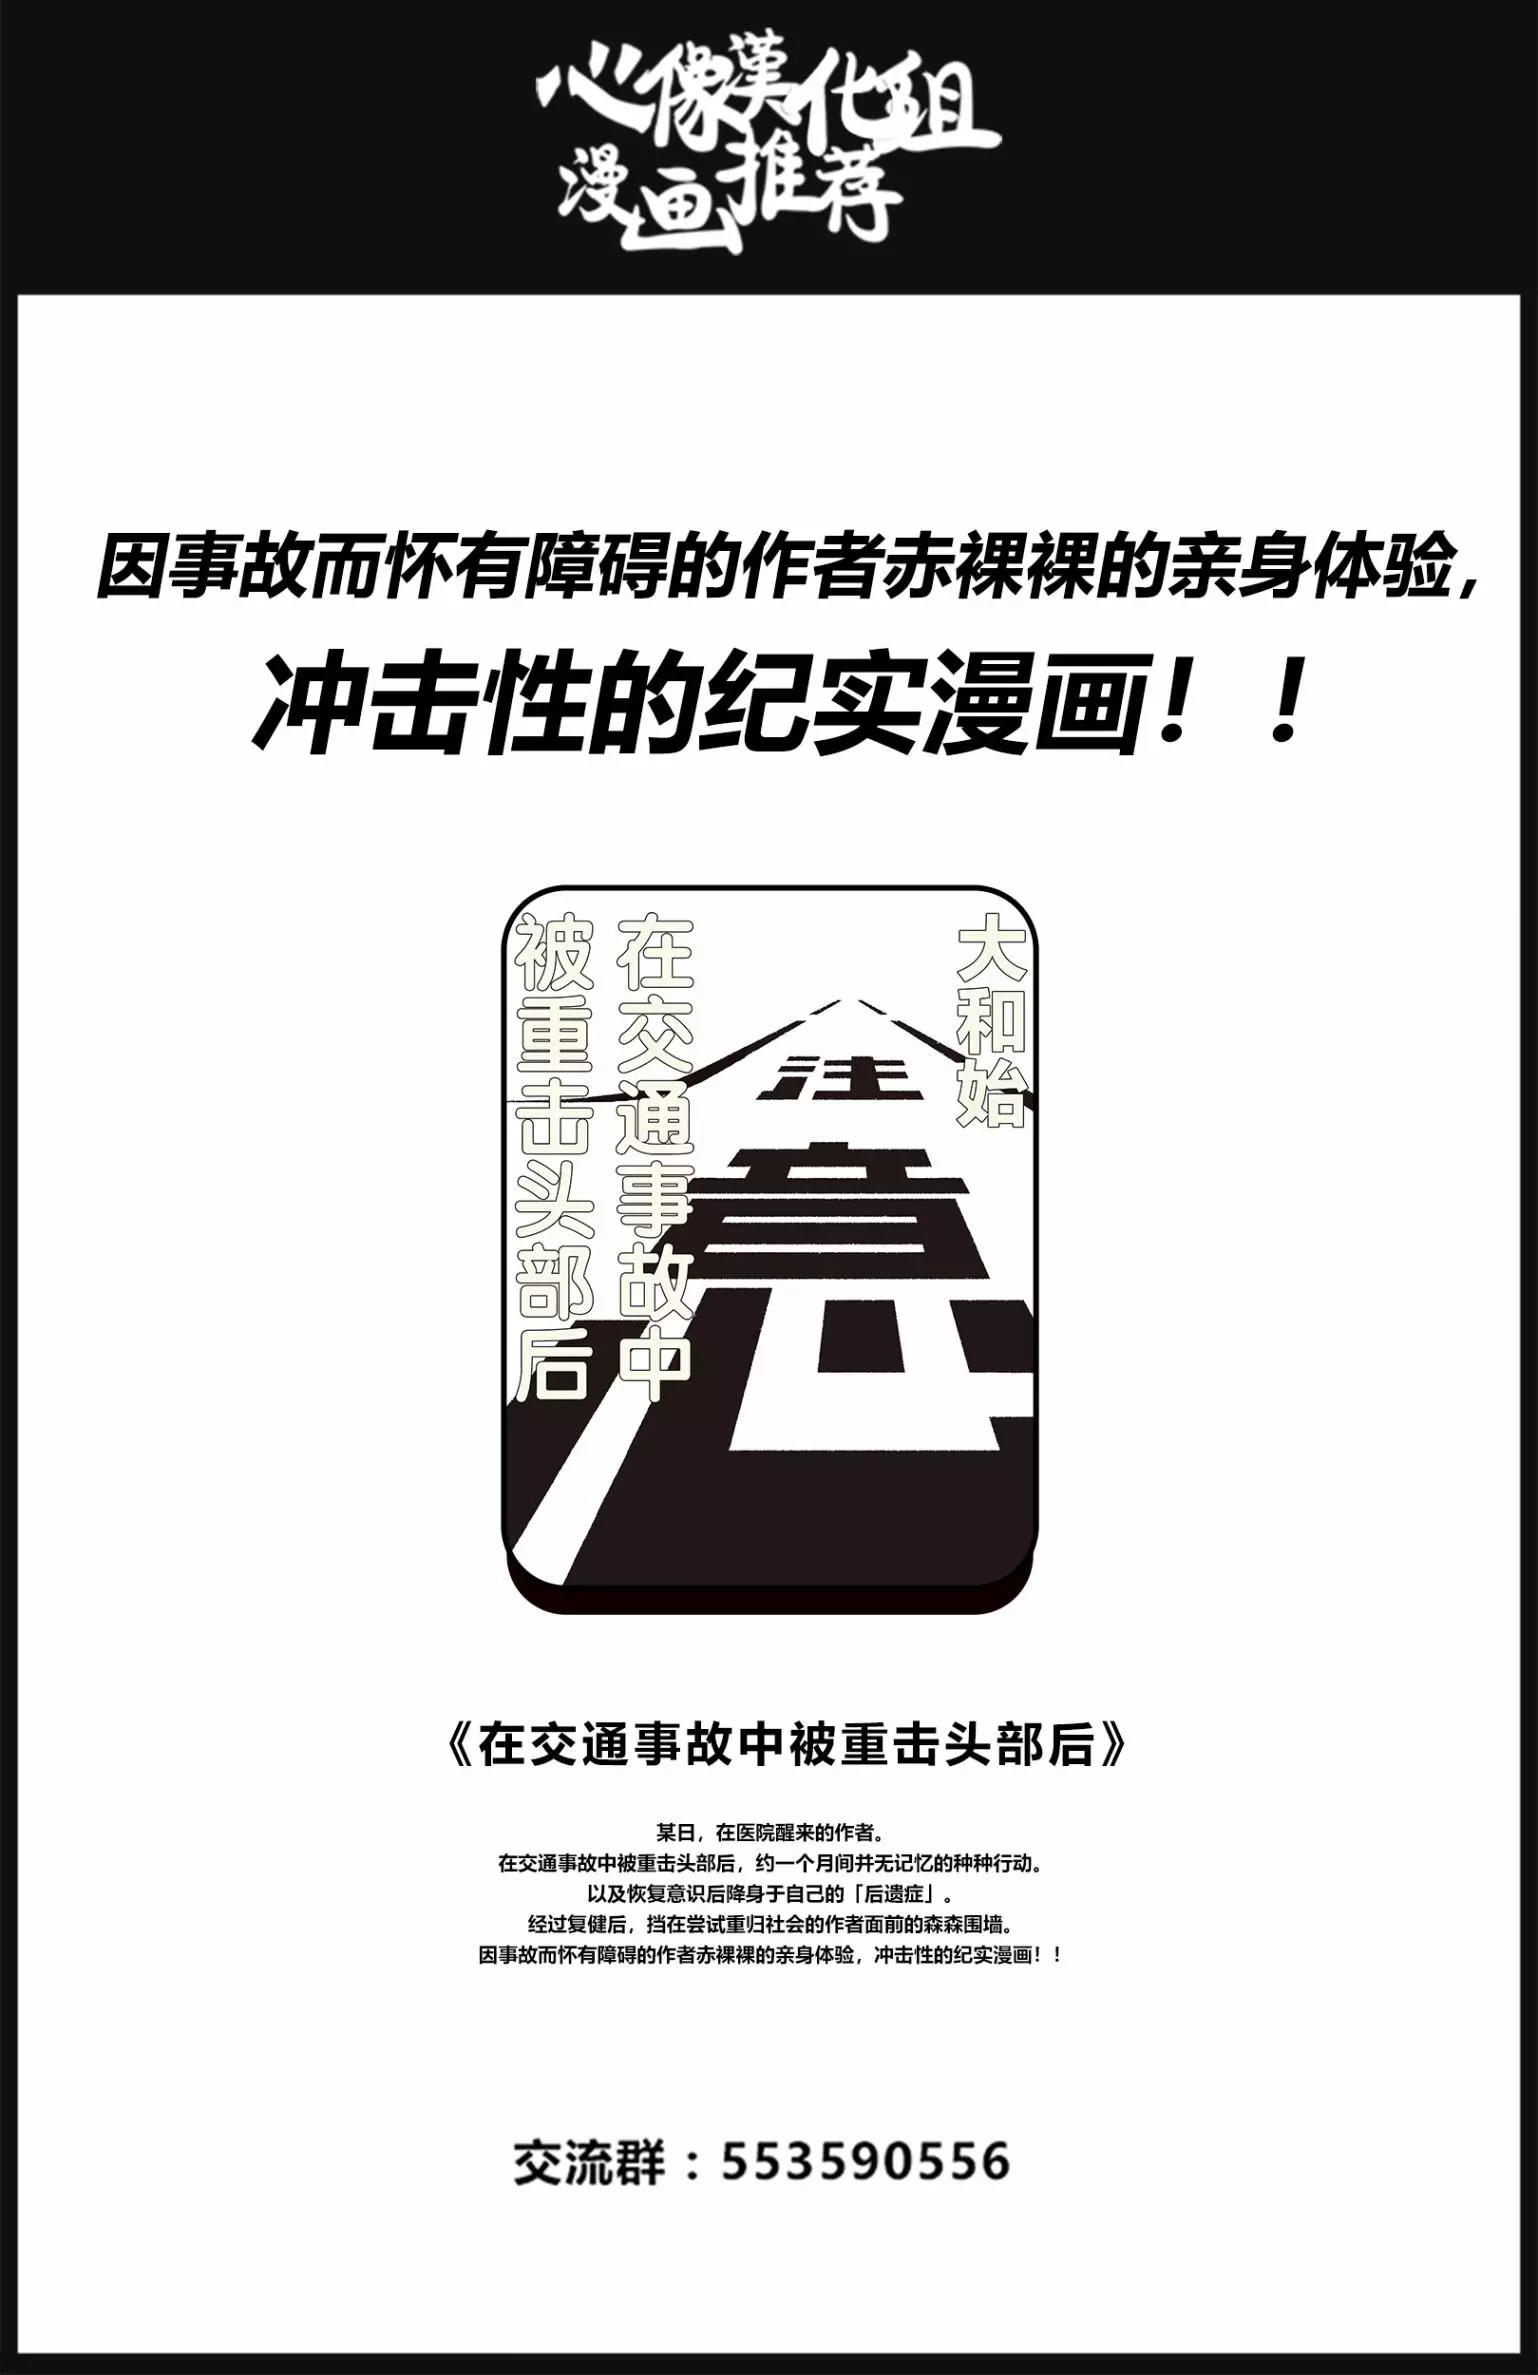 心像漢化组
漫画推荐
因事故而怀有障碍的作者赤裸裸的亲身体验，
冲击性的纪实漫画！！
大和始
在交通事故中
被重击头部后
注意
《在交通事故中被重击头部后》
某日，在医院醒来的作者。
在交通事故中被重击头部后，约一个月间并无记忆的种种行动。
以及恢复意识后降身于自己的「后遗症」。
经过复健后，挡在尝试重归社会的作者面前的森森围墙。
因事故而怀有障碍的作者赤裸裸的亲身体验，冲击性的纪实漫画！！
交流群：553590556